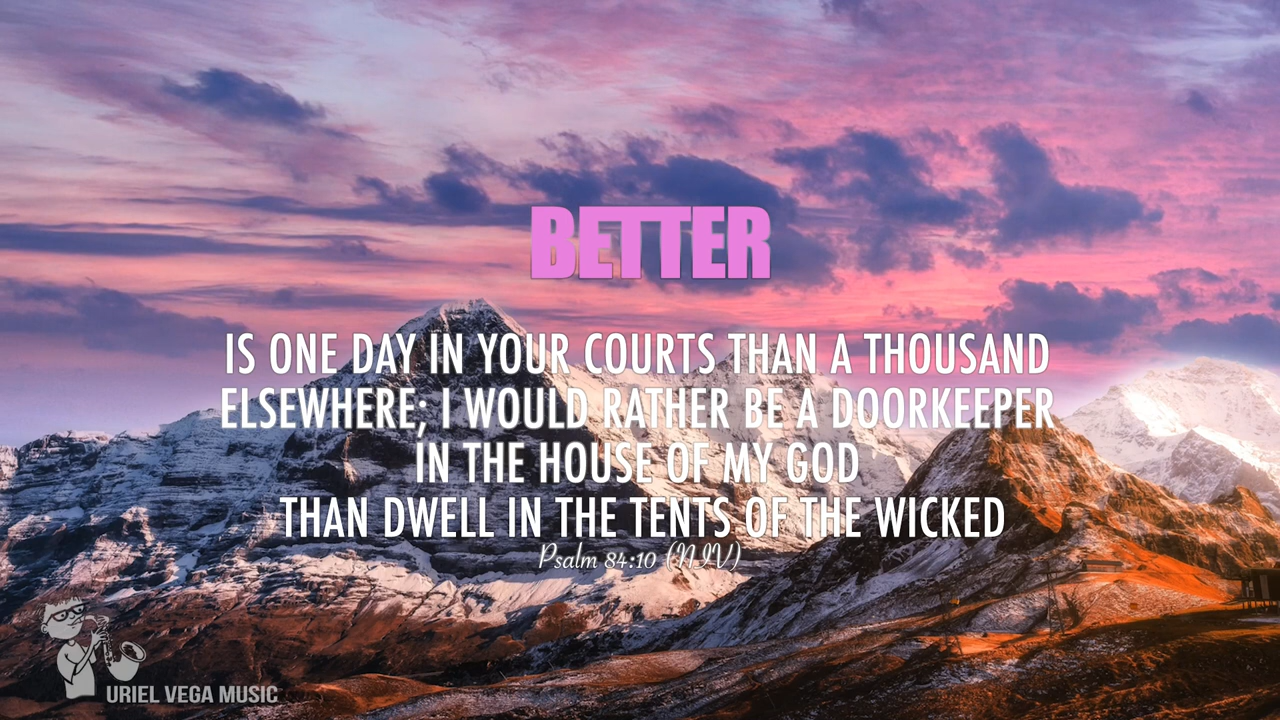 BETTER
IS ONE DAY IN YOUR COURTS THAN A THOUSAND
ELSEWHERE; I WOULD RATHER BE A DOORKEEPER
IN THE HOUSE OF MY GOD
THAN DWELL IN THE TENTS OF THE WICKED
Psalm 84:10 (NIV)
URIEL VEGA MUSIC